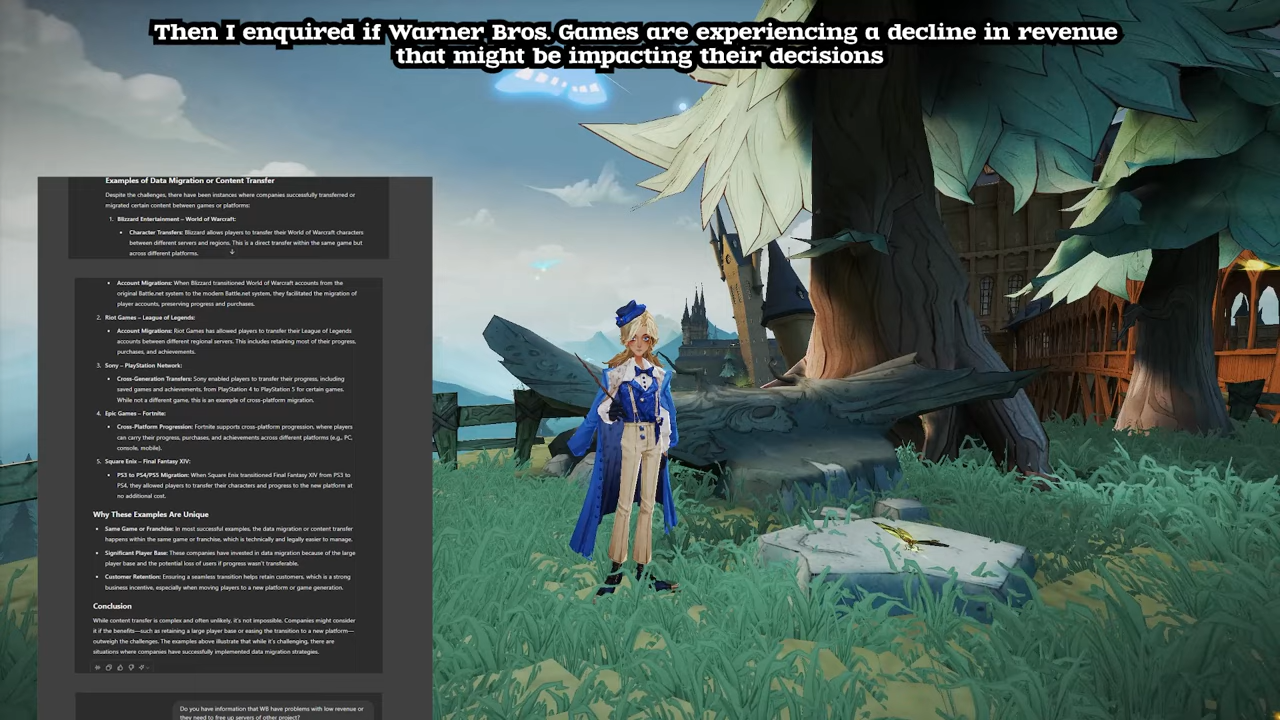 Then I enquired if Warner Bros. Games are experiencing a decline in revenue
that might be impacting their decisions
Examples of Data Migration or Content Transfer
Despite the challenges, there have been instances where companies successfully transferred or
migrated certain content between games or platforms:
1. Blizzard Entertainment – World of Warcraft:
• Character Transfers: Blizzard allows players to transfer their World of Warcraft characters
between different servers and regions. This is a direct transfer within the same game but
across different platforms.
• Account Migrations: When Blizzard transitioned World of Warcraft accounts from the
original Battle.net system to the modern Battle.net system, they facilitated the migration of
player accounts, preserving progress and purchases.
2. Riot Games – League of Legends:
• Account Migrations: Riot Games has allowed players to transfer their League of Legends
accounts between different regional servers. This includes retaining most of their progress,
purchases, and achievements.
3. Sony – PlayStation Network:
• Cross-Generation Transfers: Sony enabled players to transfer their progress, including
saved games and achievements, from PlayStation 4 to PlayStation 5 for certain games.
While not a different game, this is an example of cross-platform migration.
4. Epic Games – Fortnite:
• Cross-Platform Progression: Fortnite supports cross-platform progression, where players
can carry their progress, purchases, and achievements across different platforms (e.g., PC,
console, mobile).
5. Square Enix – Final Fantasy XIV:
• PS3 to PS4/PS5 Migration: When Square Enix transitioned Final Fantasy XIV from PS3 to
PS4, they allowed players to transfer their characters and progress to the new platform at
no additional cost.
Why These Examples Are Unique
• Same Game or Franchise: In most successful examples, the data migration or content transfer
happens within the same game or franchise, which is technically and legally easier to manage.
• Significant Player Base: These companies have invested in data migration because of the large
player base and the potential loss of users if progress wasn't transferable.
• Customer Retention: Ensuring a seamless transition helps retain customers, which is a strong
business incentive, especially when moving players to a new platform or game generation.
Conclusion
While content transfer is complex and often unlikely, it's not impossible. Companies might consider
it if the benefits—such as retaining a large player base or easing the transition to a new platform—
outweigh the challenges. The examples above illustrate that while it's challenging, there are
situations where companies have successfully implemented data migration strategies.
Do you have information that WB have problems with low revenue or
they need to free up servers of other project?